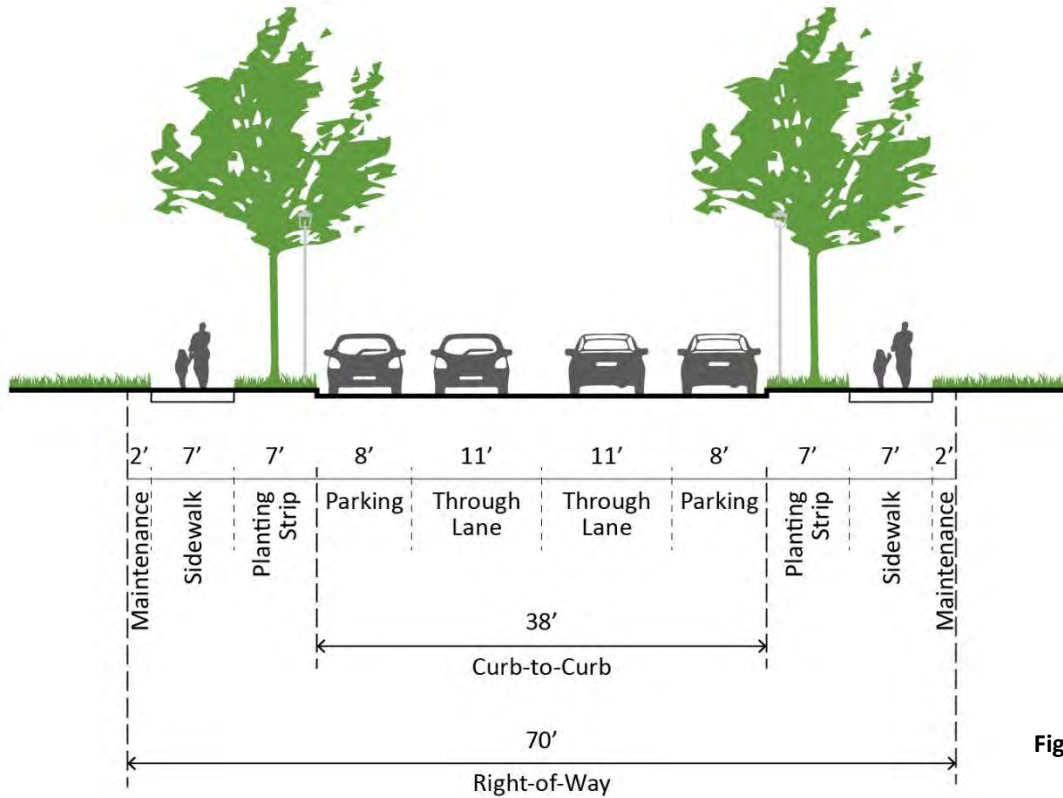 2’ 7’ 7’ 8’ 11’ 11’ 8’ 7’ 7’ 2’
Maintenance
Sidewalk
Planting
Strip
Parking
Through
Lane
Through
Lane
Parking
Planting
Strip
Sidewalk
Maintenance
38’
Curb-to-Curb
70’
Right-of-Way
Fig